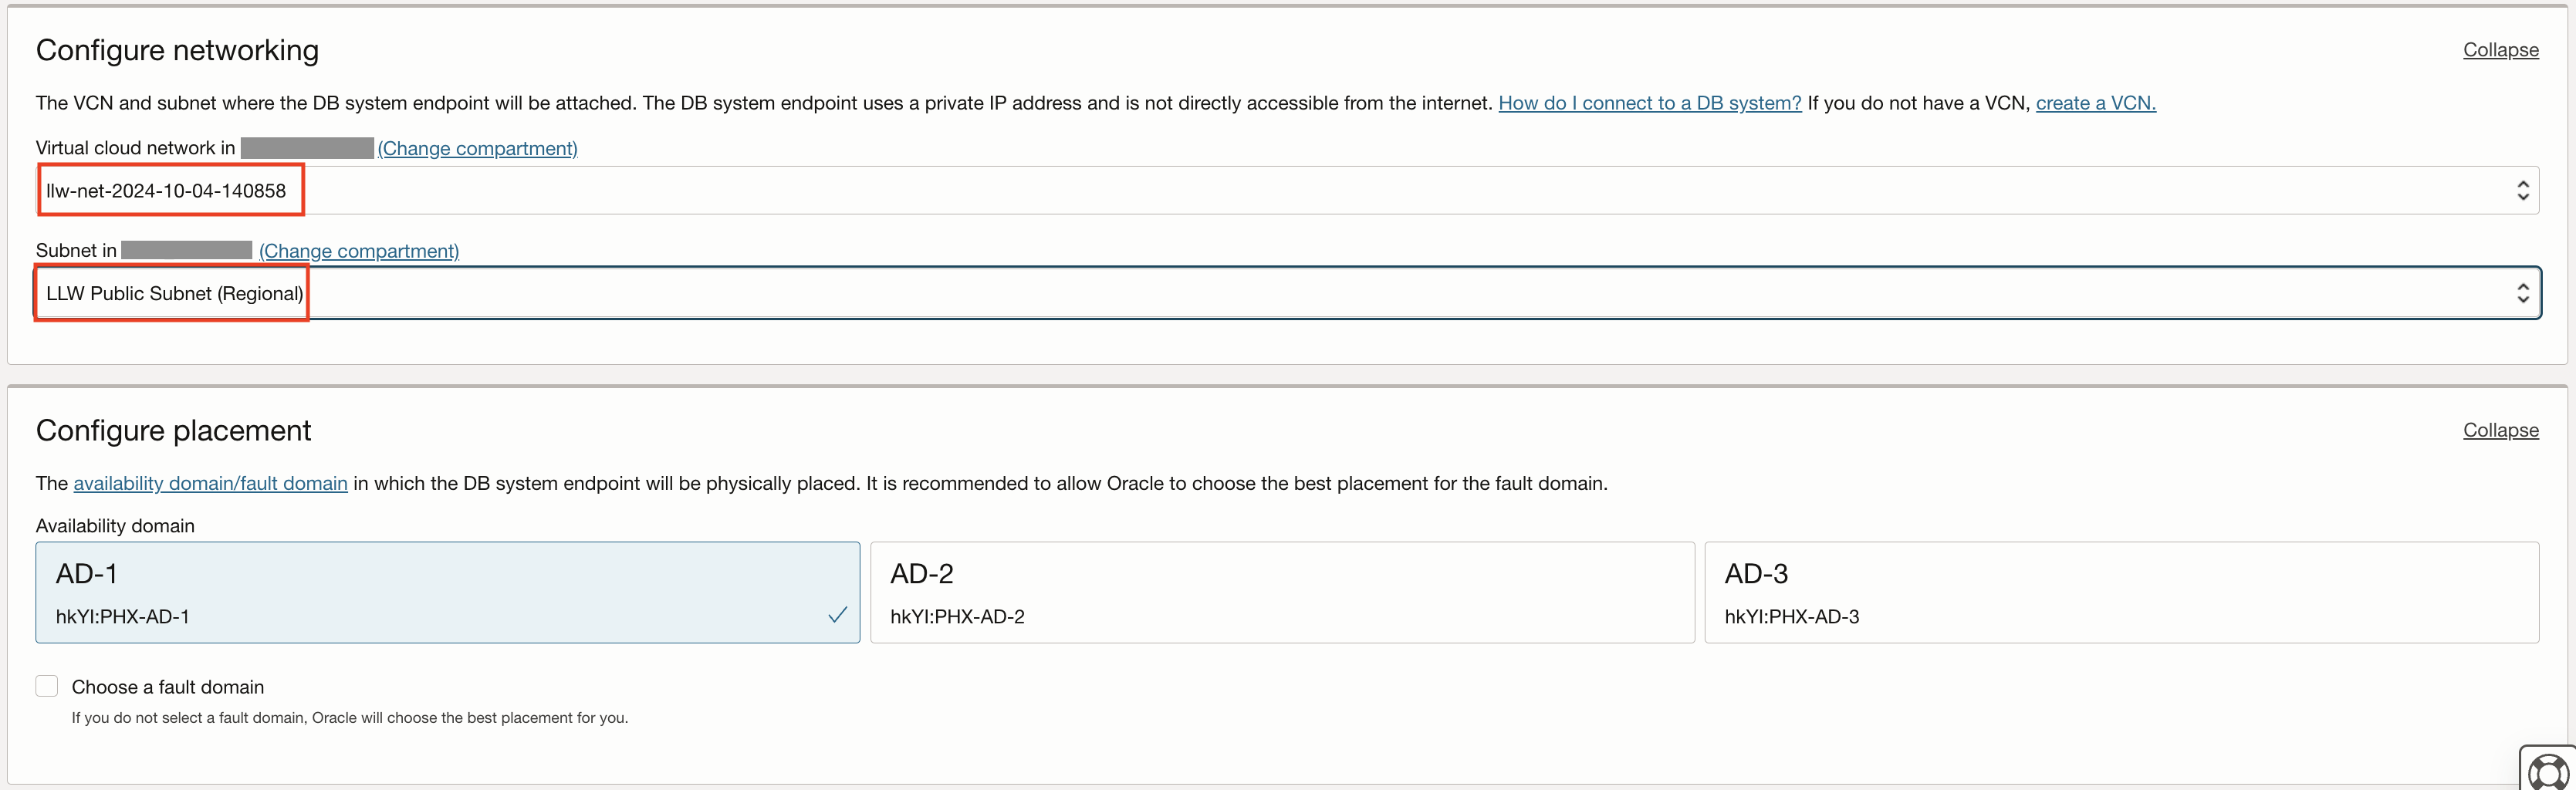 Configure networking
Collapse
The VCN and subnet where the DB system endpoint will be attached. The DB system endpoint uses a private IP address and is not directly accessible from the internet. How do I connect to a DB system? If you do not have a VCN, create a VCN.
Virtual cloud network in (Change compartment)
llw-net-2024-10-04-140858
Subnet in (Change compartment)
LLW Public Subnet (Regional)
Configure placement
Collapse
The availability domain/fault domain in which the DB system endpoint will be physically placed. It is recommended to allow Oracle to choose the best placement for the fault domain.
Availability domain
AD-1
hkYI:PHX-AD-1
AD-2
hkYI:PHX-AD-2
AD-3
hkYI:PHX-AD-3
Choose a fault domain
If you do not select a fault domain, Oracle will choose the best placement for you.